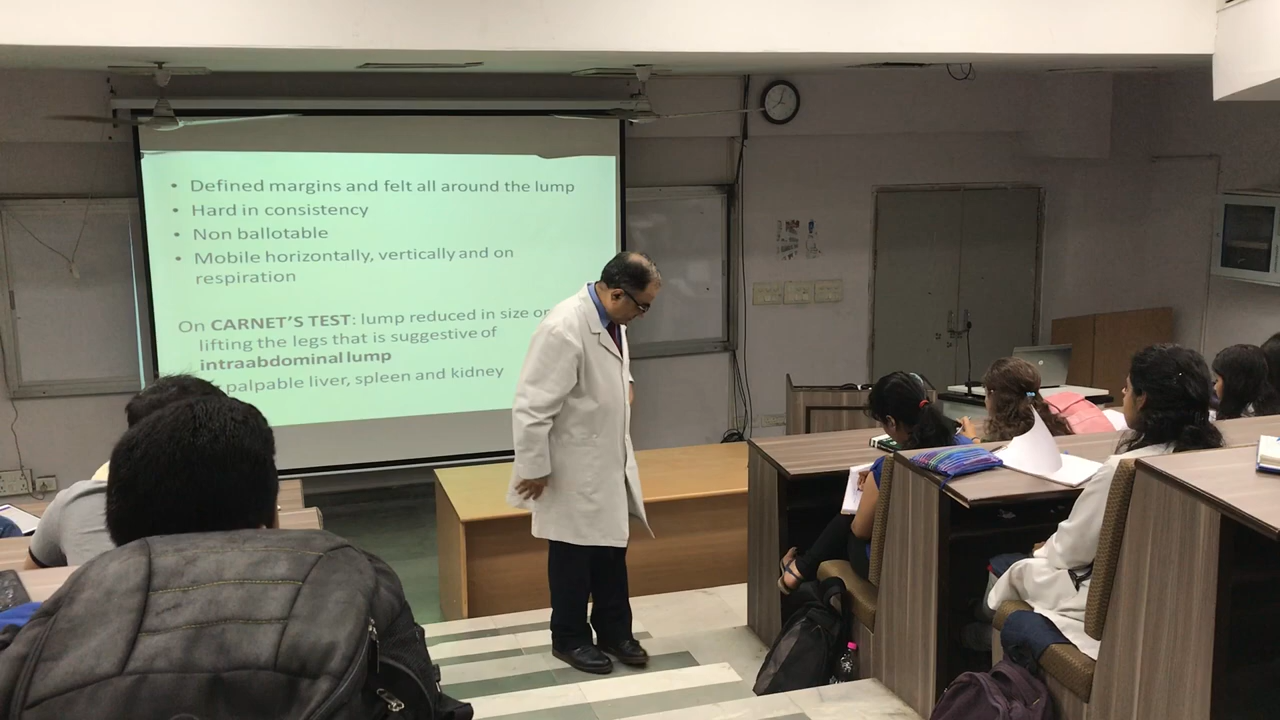 • Defined margins and felt all around the lump
• Hard in consistency
• Non ballotable
• Mobile horizontally, vertically and on
respiration
On CARNET'S TEST: lump reduced in size
lifting the legs that is suggestive of
intraabdominal lump
palpable liver, spleen and kidney